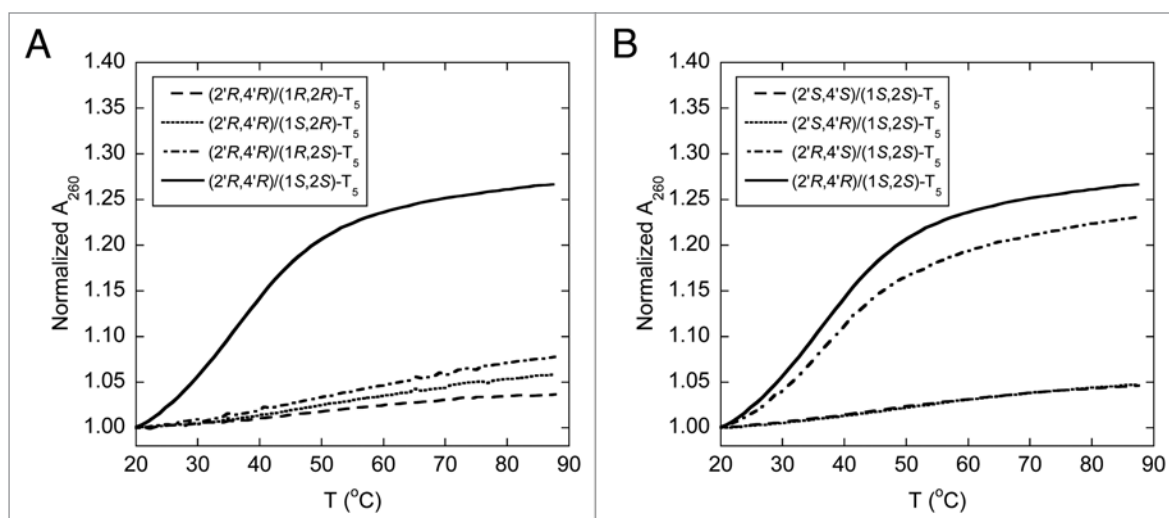 A
1.40
1.35
1.30
1.25
1.20
1.15
1.10
1.05
1.00
Normalized A260
(2'R,4'R)/(1R,2R)-T5
(2'R,4'R)/(1S,2R)-T5
(2'R,4'R)/(1R,2S)-T5
(2'R,4'R)/(1S,2S)-T5
20 30 40 50 60 70 80 90
T (°C)
B
1.40
1.35
1.30
1.25
1.20
1.15
1.10
1.05
1.00
Normalized A260
(2'S,4'S)/(1S,2S)-T5
(2'S,4'R)/(1S,2S)-T5
(2'R,4'S)/(1S,2S)-T5
(2'R,4'R)/(1S,2S)-T5
20 30 40 50 60 70 80 90
T (°C)